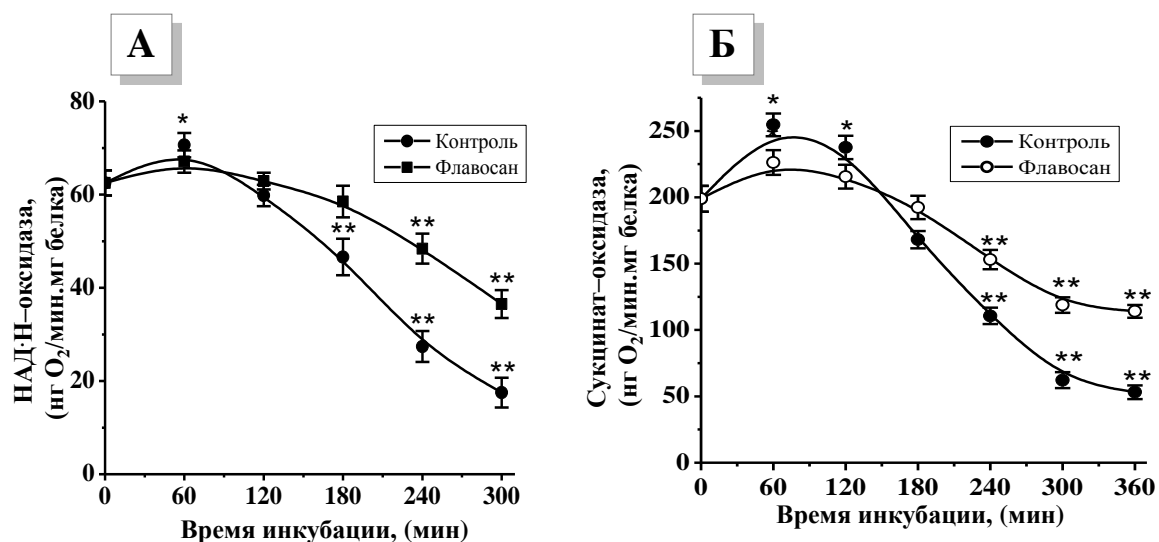 А
НАД·Н–оксидаза,
(нг O₂/мин.мг белка)
80
60
40
20
0
*
**
**
**
**
**
Контроль
Флавосан
0 60 120 180 240 300
Время инкубации, (мин)
Б
Сукцинат–оксидаза,
(нг O₂/мин.мг белка)
250
200
150
100
50
0
*
*
**
**
**
**
**
**
Контроль
Флавосан
0 60 120 180 240 300 360
Время инкубации, (мин)